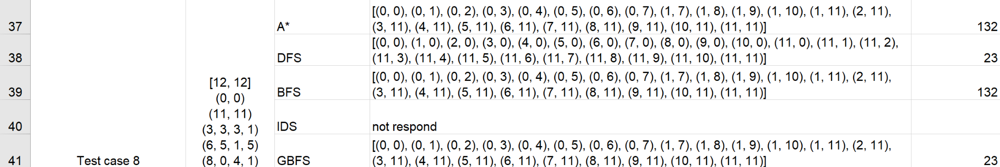 37
A*
[(0, 0), (0, 1), (0, 2), (0, 3), (0, 4), (0, 5), (0, 6), (0, 7), (1, 7), (1, 8), (1, 9), (1, 10), (1, 11), (2, 11),
(3, 11), (4, 11), (5, 11), (6, 11), (7, 11), (8, 11), (9, 11), (10, 11), (11, 11)]
132
38
DFS
[(0, 0), (1, 0), (2, 0), (3, 0), (4, 0), (5, 0), (6, 0), (7, 0), (8, 0), (9, 0), (10, 0), (11, 0), (11, 1), (11, 2),
(11, 3), (11, 4), (11, 5), (11, 6), (11, 7), (11, 8), (11, 9), (11, 10), (11, 11)]
23
39
BFS
[(0, 0), (0, 1), (0, 2), (0, 3), (0, 4), (0, 5), (0, 6), (0, 7), (1, 7), (1, 8), (1, 9), (1, 10), (1, 11), (2, 11),
(3, 11), (4, 11), (5, 11), (6, 11), (7, 11), (8, 11), (9, 11), (10, 11), (11, 11)]
132
40
IDS
not respond
41
Test case 8
[12, 12]
(0, 0)
(11, 11)
(3, 3, 3, 1)
(6, 5, 1, 5)
(8, 0, 4, 1)
GBFS
[(0, 0), (0, 1), (0, 2), (0, 3), (0, 4), (0, 5), (0, 6), (0, 7), (1, 7), (1, 8), (1, 9), (1, 10), (1, 11), (2, 11),
(3, 11), (4, 11), (5, 11), (6, 11), (7, 11), (8, 11), (9, 11), (10, 11), (11, 11)]
23